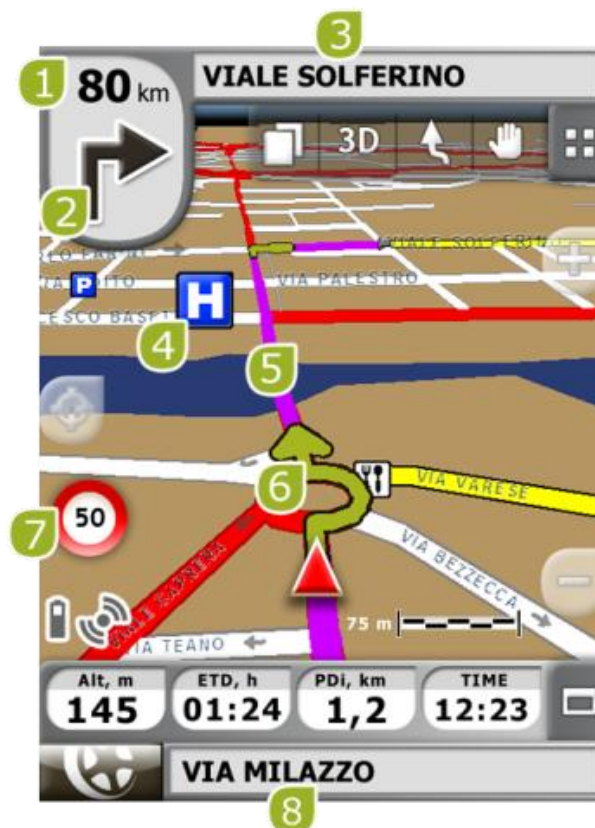 3
1
80 km
VIALE SOLFERINO
3D
2
VIALE SOLFERINO
P
VIA PALESTRO
H
4
5
6
VIA VARESE
7
50
VIALE CAPRERA
VIA BEZZECCA
75 m
VIA TEANO
Alt, m
ETD, h
PDi, km
TIME
145
01:24
1,2
12:23
VIA MILAZZO
8